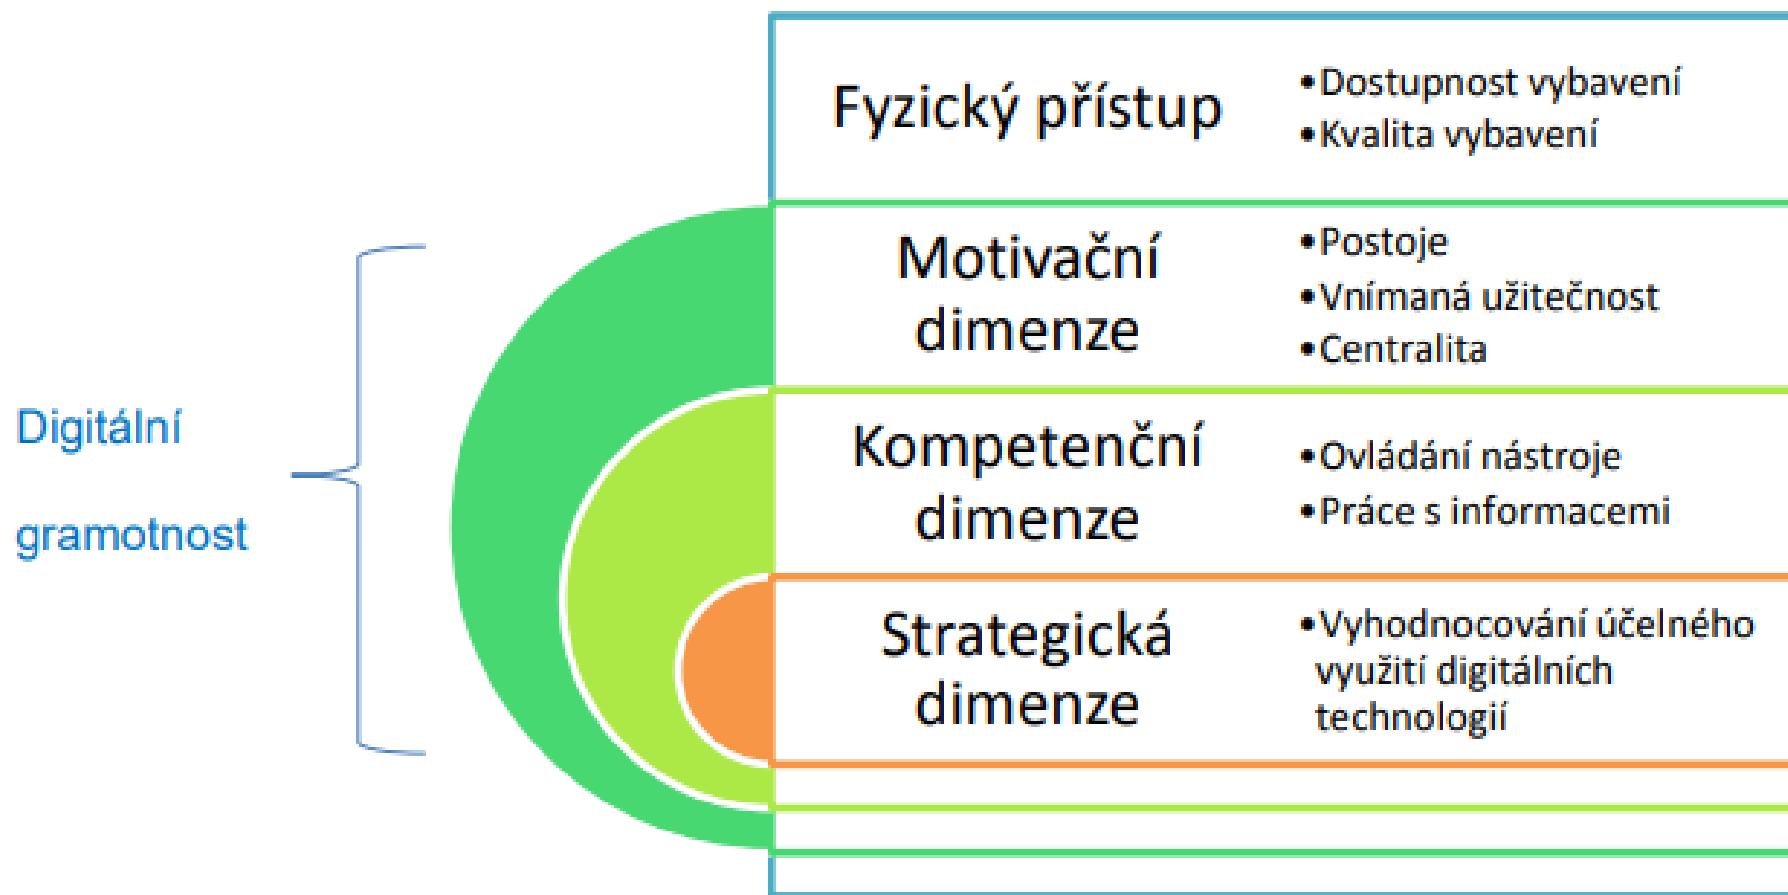 Digitální
gramotnost
Fyzický přístup
•Dostupnost vybavení
•Kvalita vybavení
Motivační
dimenze
•Postoje
•Vnímaná užitečnost
•Centralita
Kompetenční
dimenze
•Ovládání nástroje
•Práce s informacemi
Strategická
dimenze
•Vyhodnocování účelného
využití digitálních
technologií